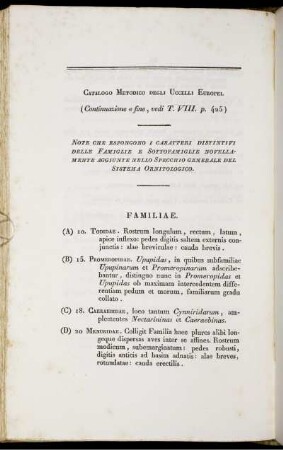 CATALOGO METODICO DEGLI UCCELLI EUROPEI.
(Continuazione e fine, vedi T. VIII. p. 405)
NOTE CHE ESPONGONO I CARATTERI DISTINTIVI
DELLE FAMIGLIE E SOTTOFAMIGLIE NOVELLA-
MENTE AGGIUNTE NELLO SPECCHIO GENERALE DEL
SISTEMA ORNITOLOGICO.
FAMILIAE.
(A) 10. TODIDAE. Rostrum longulum, rectum, latum,
apice inflexo: pedes digitis saltem externis con-
junctis: alae breviculae: cauda brevis.
(B) 15. PROMEROPIDAE. Upupidas, in quibus subfamiliae
Upupinarum et Promeropinarum adscribe-
bantur, distinguo nunc in Promeropidas et
Upupidas ob maximam intercedentem diffe-
rentiam pedum et morum, familiarum gradu
collato.
(C) 18. CAEREBIDAE, loco tantum Cynniridarum, am-
plectentes Nectarininas et Caerebinas.
(D) 20 MENURIDAE. Colligit Familia haec plures alibi lon-
goque dispersas aves inter se affines. Rostrum
modicum, subemarginatum: pedes robusti,
digitis anticis ad basim adnatis: alae breves,
rotundatae: cauda erectilis.